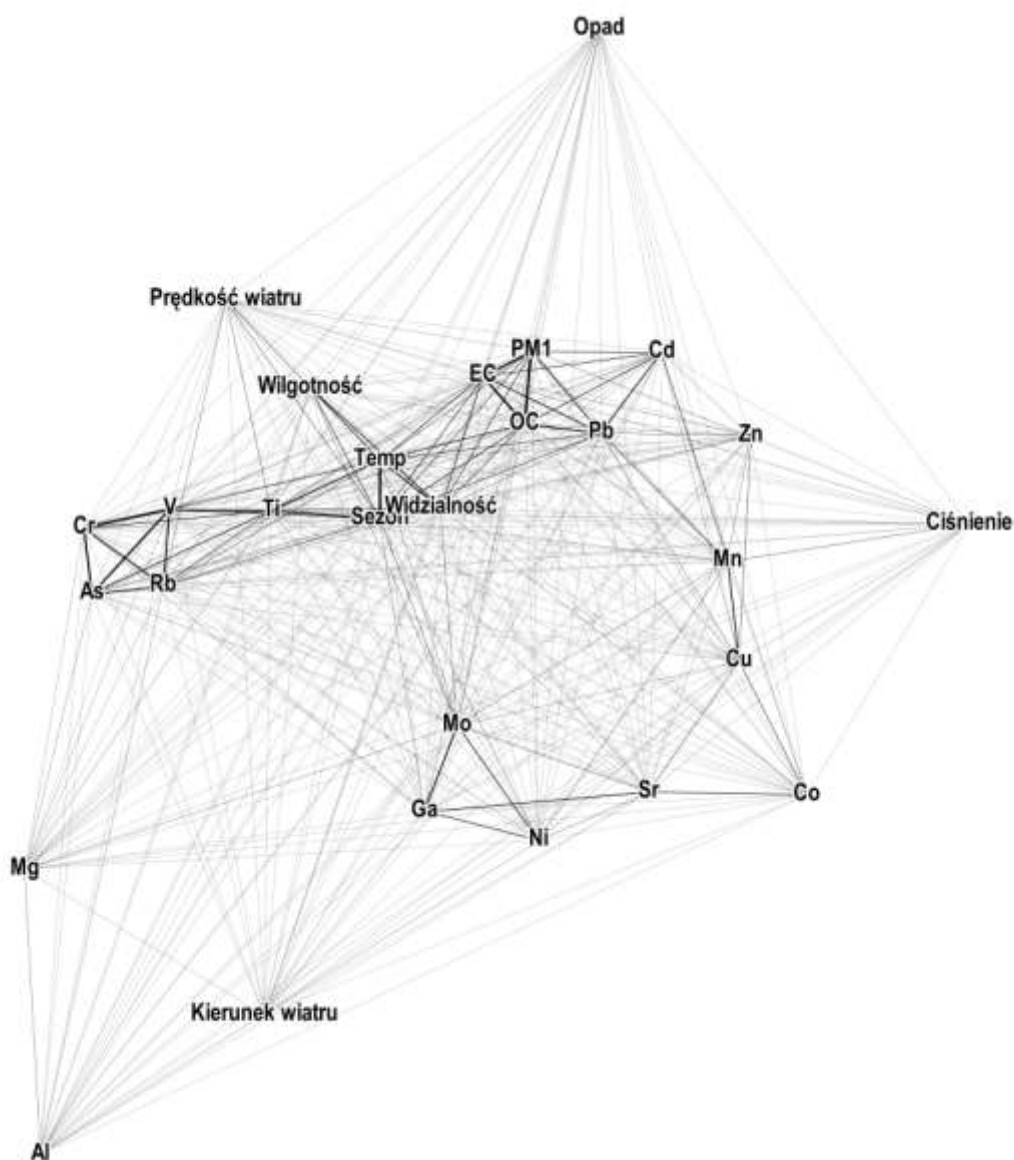 Opad
Prędkość wiatru
PM1
Cd
EC
Wilgotność
OC
Pb
Zn
Temp
Widzialność
V
Ti
Sezon
Cr
Ciśnienie
Mn
As
Rb
Cu
Mo
Sr
Co
Ga
Ni
Mg
Kierunek wiatru
Al